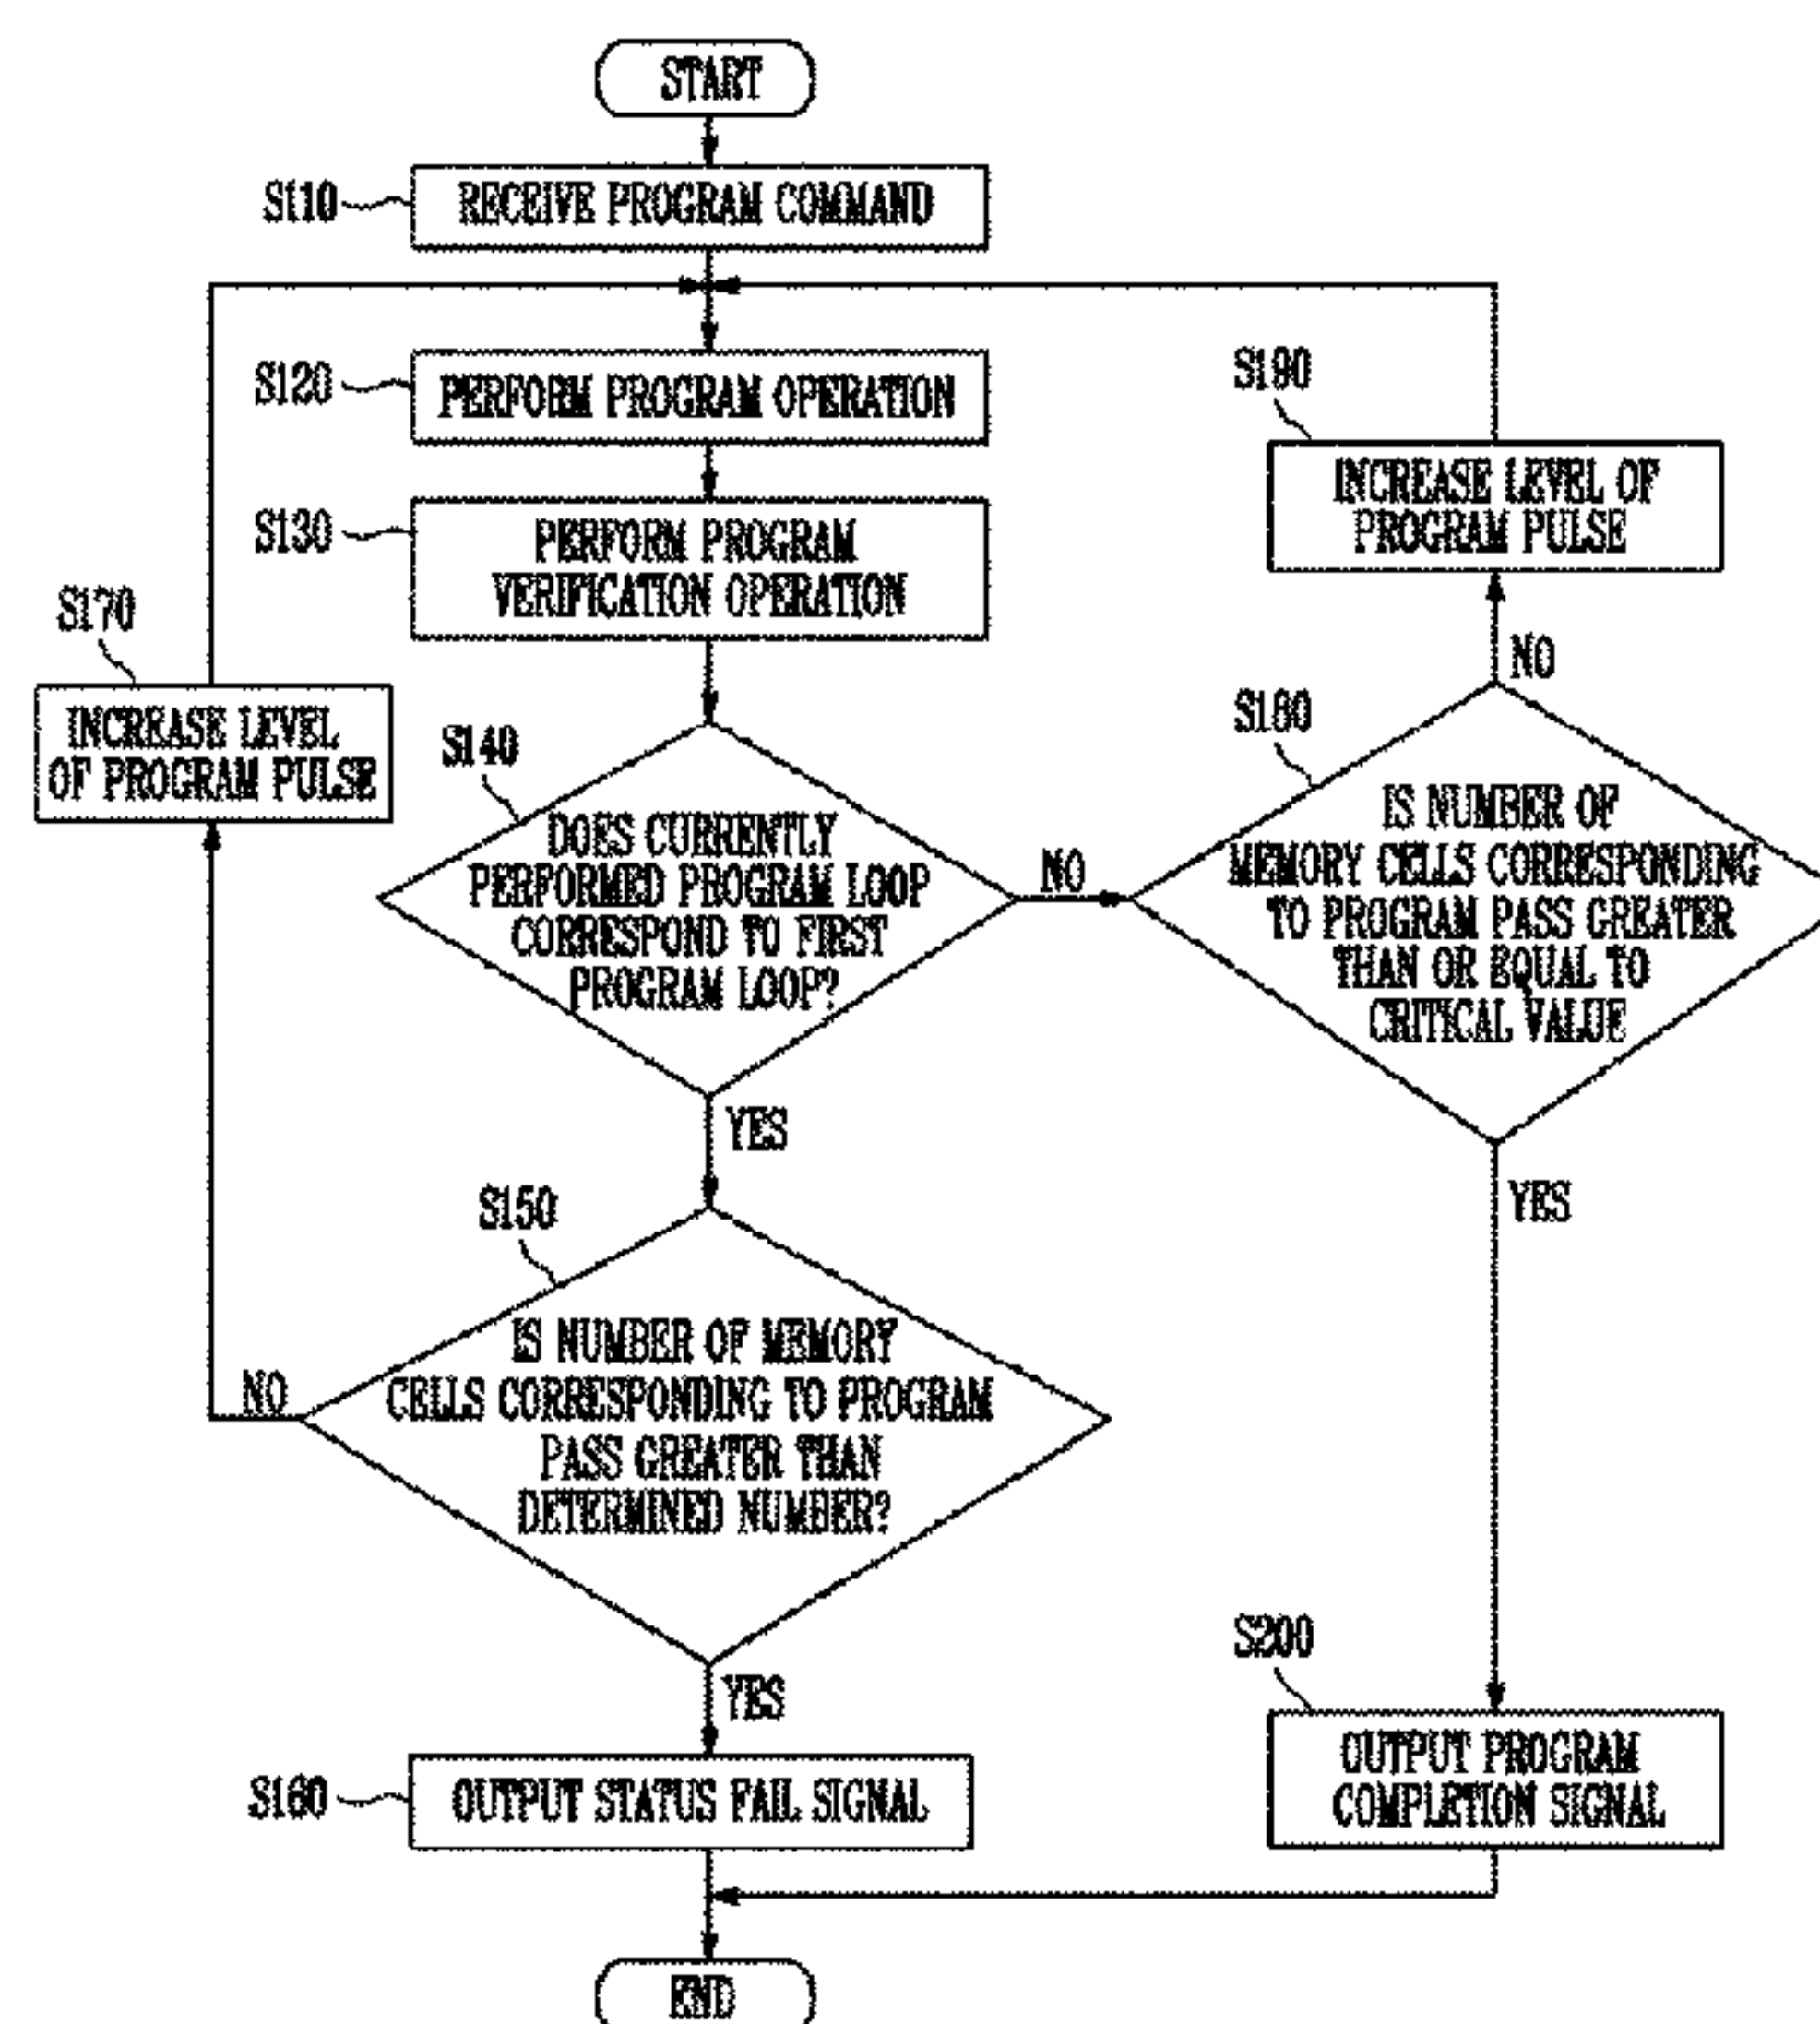 START
S110
RECEIVE PROGRAM COMMAND
S120
PERFORM PROGRAM OPERATION
S130
PERFORM PROGRAM
VERIFICATION OPERATION
S190
INCREASE LEVEL OF
PROGRAM PULSE
S170
INCREASE LEVEL
OF PROGRAM PULSE
S140
DOES CURRENTLY
PERFORMED PROGRAM LOOP
CORRESPOND TO FIRST
PROGRAM LOOP?
NO
YES
S180
IS NUMBER OF
MEMORY CELLS CORRESPONDING
TO PROGRAM PASS GREATER
THAN OR EQUAL TO
CRITICAL VALUE
NO
YES
S150
IS NUMBER OF MEMORY
CELLS CORRESPONDING TO PROGRAM
PASS GREATER THAN
DETERMINED NUMBER?
NO
YES
S160
OUTPUT STATUS FAIL SIGNAL
S200
OUTPUT PROGRAM
COMPLETION SIGNAL
END